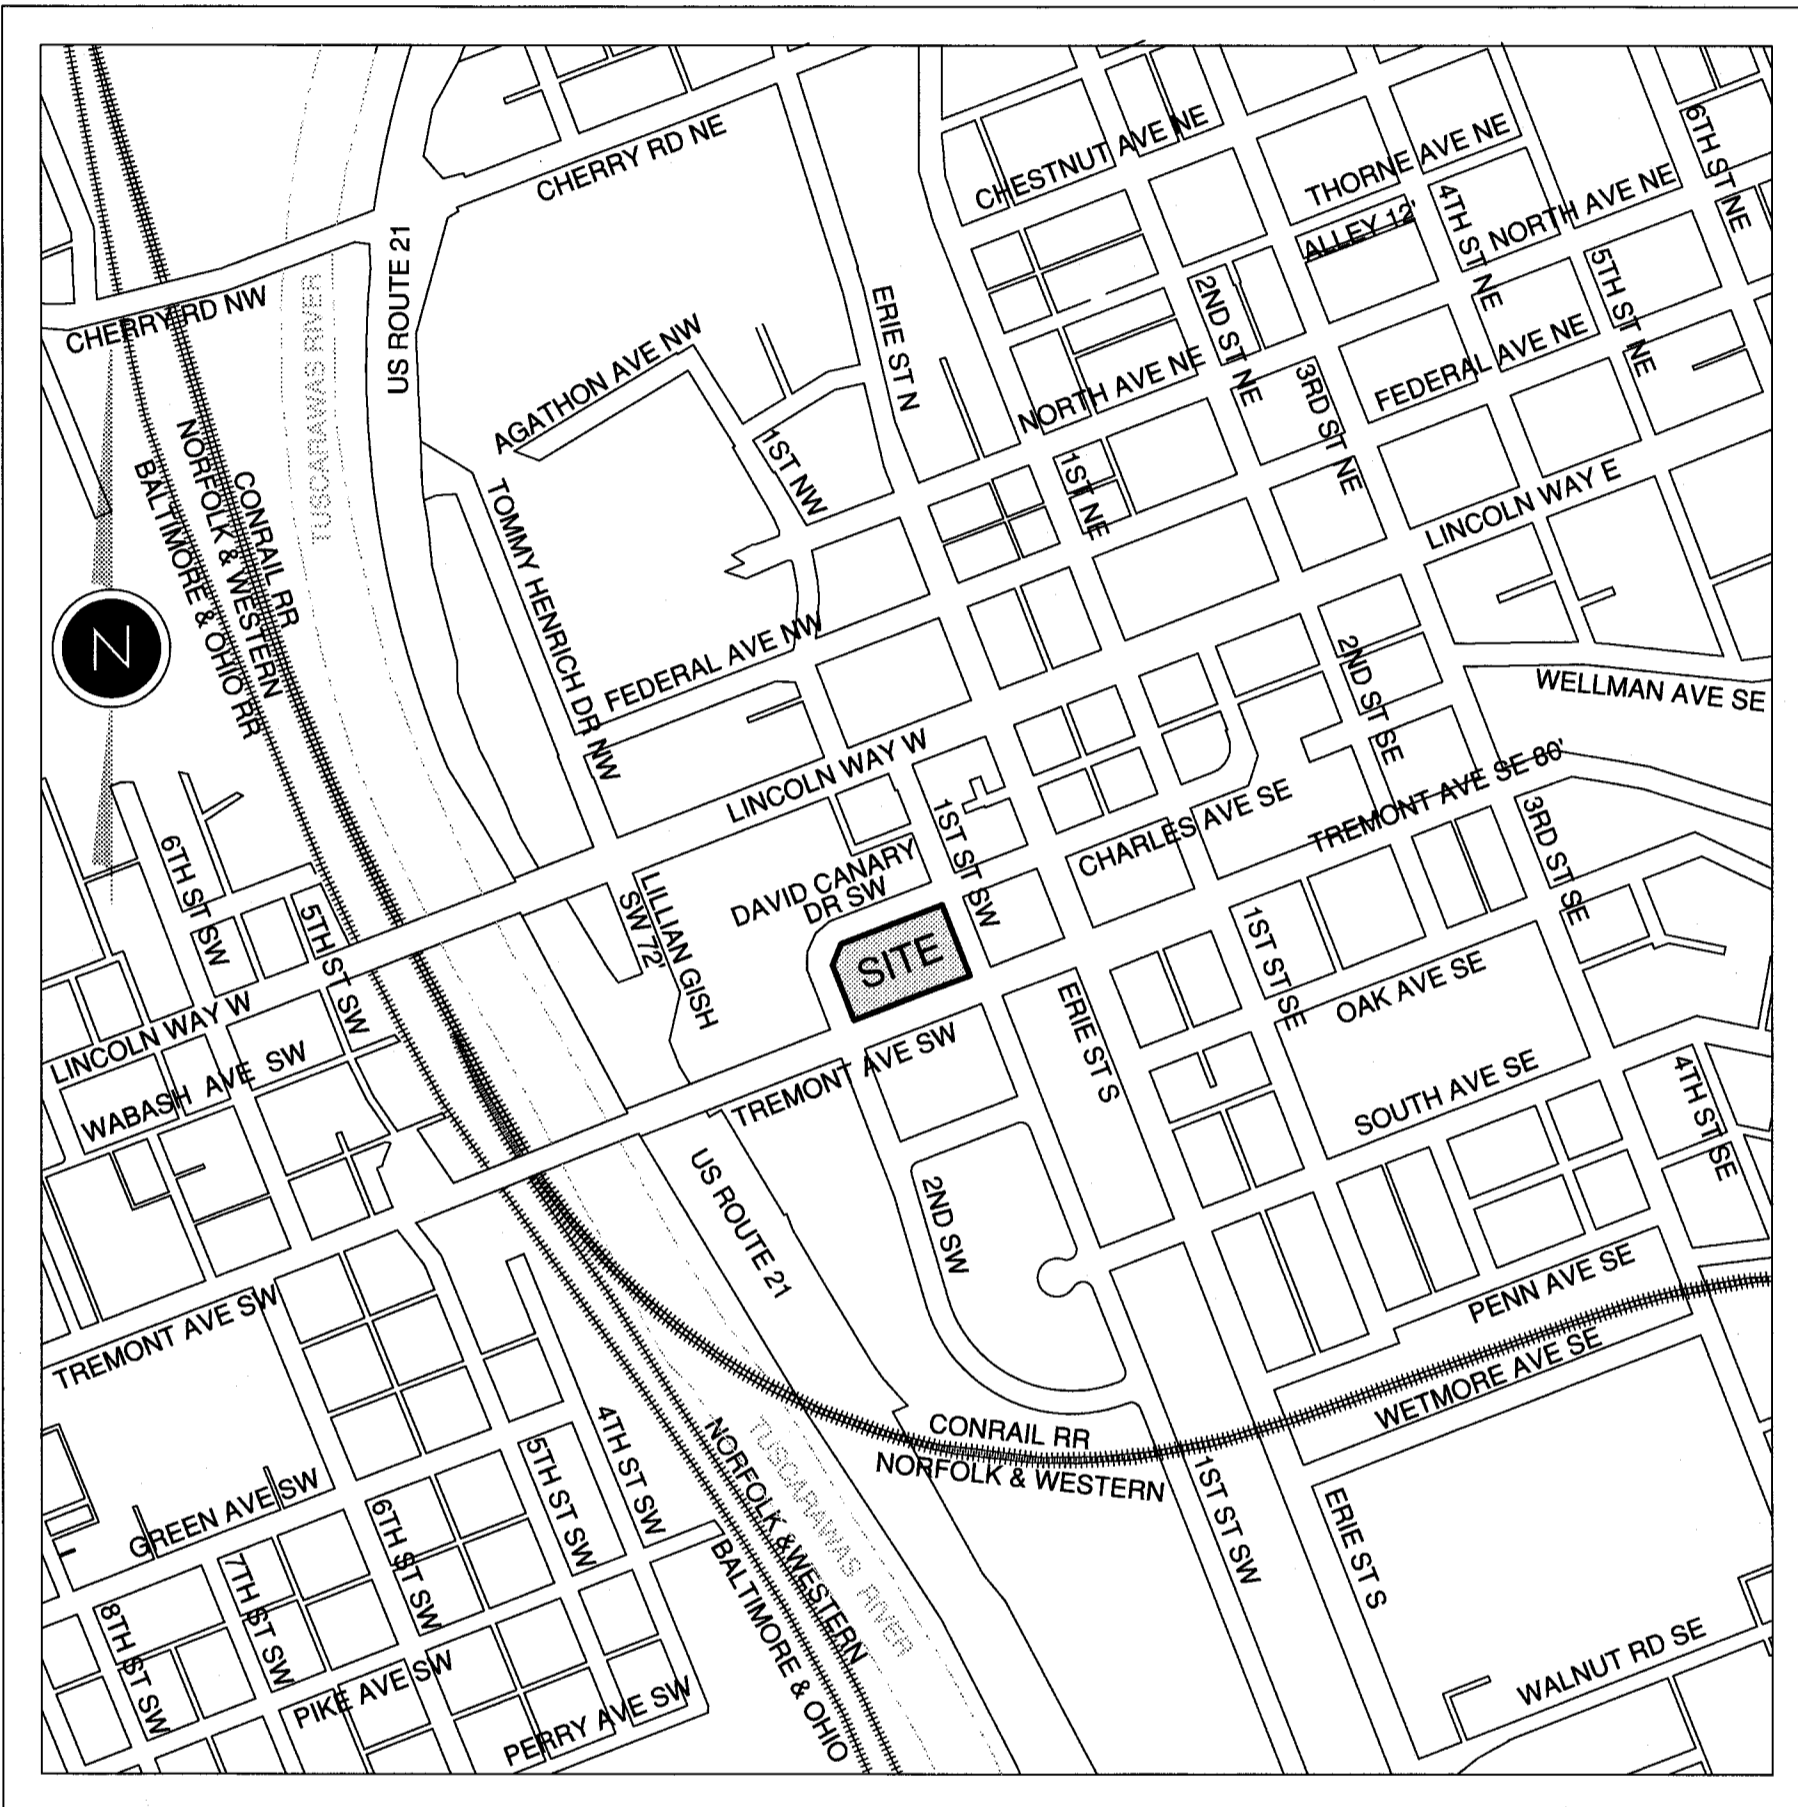 CHERRY RD NE
CHESTNUT AVE NE
THORNE AVE NE
6TH ST NE
ALLEY 12'
4TH ST NE
NORTH AVE NE
US ROUTE 21
CHERRY RD NW
TUSCARAWAS RIVER
ERIE ST N
2ND ST NE
5TH ST NE
AGATHON AVE NW
NORTH AVE NE
3RD ST NE
FEDERAL AVE NE
1ST NW
1ST NE
LINCOLN WAY E
CONRAIL RR
NORFOLK & WESTERN
BALTIMORE & OHIO RR
TOMMY HENRICH DR NW
N
FEDERAL AVE NW
2ND ST SE
WELLMAN AVE SE
LINCOLN WAY W
1ST ST SW
CHARLES AVE SE
TREMONT AVE SE 80'
3RD ST SE
6TH ST SW
5TH ST SW
LILLIAN GISH
SW 72'
DAVID CANARY
DR SW
SITE
1ST ST SE
OAK AVE SE
LINCOLN WAY W
WABASH AVE SW
TREMONT AVE SW
ERIE ST S
SOUTH AVE SE
4TH ST SE
US ROUTE 21
2ND SW
PENN AVE SE
TREMONT AVE SW
WETMORE AVE SE
CONRAIL RR
NORFOLK & WESTERN
4TH ST SW
5TH ST SW
NORFOLK & WESTERN
TUSCARAWAS RIVER
BALTIMORE & OHIO
1ST ST SW
ERIE ST S
GREEN AVE SW
6TH ST SW
7TH ST SW
8TH ST SW
PIKE AVE SW
PERRY AVE SW
WALNUT RD SE